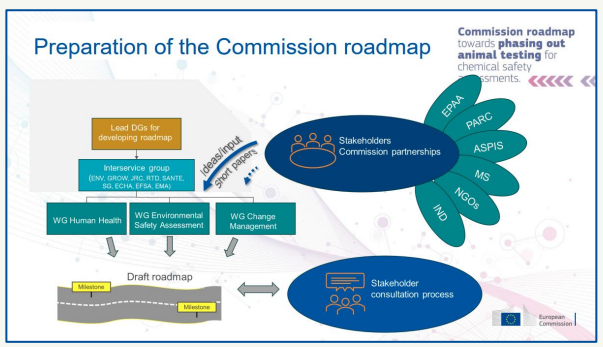 Preparation of the Commission roadmap
Commission roadmap
towards phasing out
animal testing for
chemical safety
assessments.
Lead DGs for
developing roadmap
Interservice group
(ENV, GROW, JRC, RTD, SANTE,
SG, ECHA, EFSA, EMA)
Ideas/input
Short papers
Stakeholders
Commission partnerships
EPAA
PARC
ASPIS
MS
NGOs
IND
WG Human Health
WG Environmental
Safety Assessment
WG Change
Management
Draft roadmap
Milestone
Milestone
Stakeholder
consultation process
European
Commission